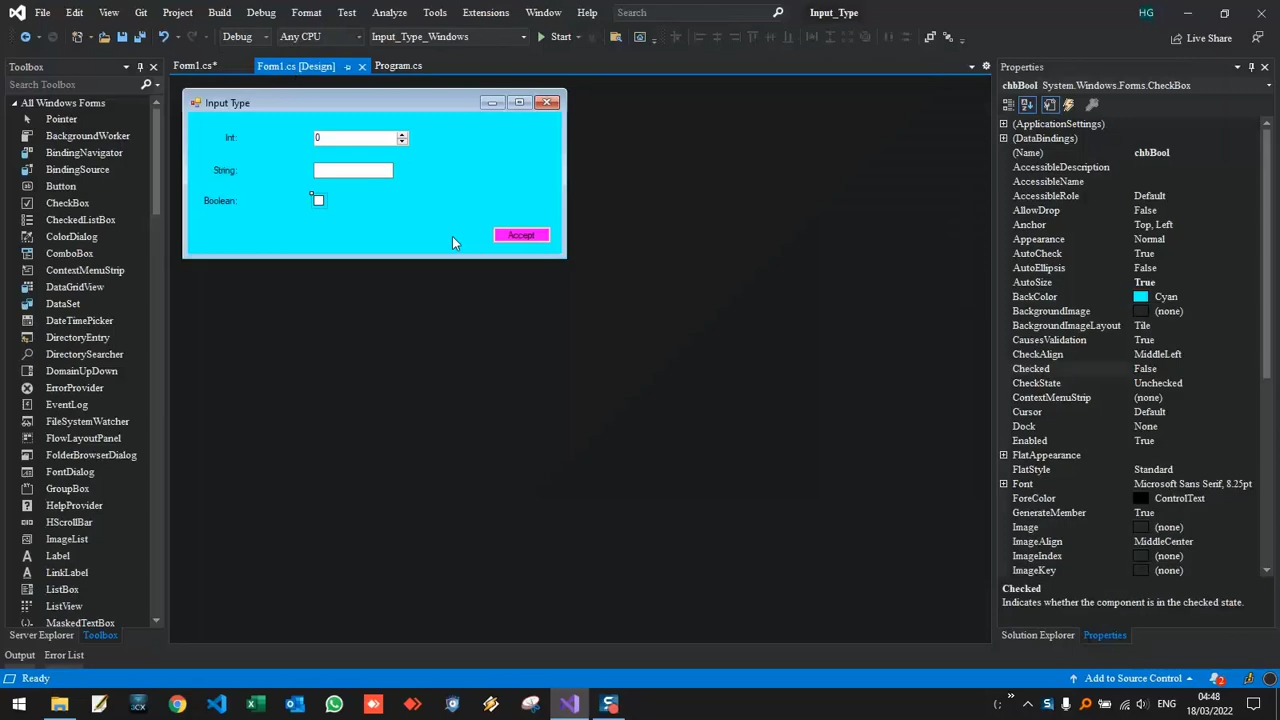 File Edit View Git Project Build Debug Format Test Analyze Tools Extensions Window Help Search Input_Type HG
Debug Any CPU Input_Type_Windows Start Live Share
Toolbox
Search Toolbox
All Windows Forms
Pointer
BackgroundWorker
BindingNavigator
BindingSource
Button
CheckBox
CheckedListBox
ColorDialog
ComboBox
ContextMenuStrip
DataGridView
DataSet
DateTimePicker
DirectoryEntry
DirectorySearcher
DomainUpDown
ErrorProvider
EventLog
FileSystemWatcher
FlowLayoutPanel
FolderBrowserDialog
FontDialog
GroupBox
HelpProvider
HScrollBar
ImageList
Label
LinkLabel
ListBox
ListView
MaskedTextBox
Server Explorer Toolbox
Form1.cs* Form1.cs [Design] Program.cs
Input Type
Int: 0
String:
Boolean:
Accept
Properties
chbBool System.Windows.Forms.CheckBox
(ApplicationSettings)
(DataBindings)
(Name) chbBool
AccessibleDescription
AccessibleName
AccessibleRole Default
AllowDrop False
Anchor Top, Left
Appearance Normal
AutoCheck True
AutoEllipsis False
AutoSize True
BackColor Cyan
BackgroundImage (none)
BackgroundImageLayout Tile
CausesValidation True
CheckAlign MiddleLeft
Checked False
CheckState Unchecked
ContextMenuStrip (none)
Cursor Default
Dock None
Enabled True
FlatAppearance
FlatStyle Standard
Font Microsoft Sans Serif, 8.25pt
ForeColor ControlText
GenerateMember True
Image (none)
ImageAlign MiddleCenter
ImageIndex (none)
ImageKey (none)
Checked
Indicates whether the component is in the checked state.
Solution Explorer Properties
Output Error List
Ready Add to Source Control 2
ENG 04:48
18/03/2022